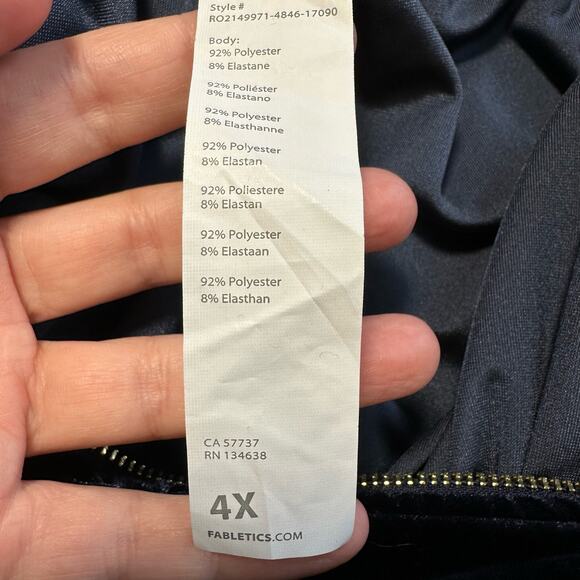 Style #
RO2149971-4846-17090
Body:
92% Polyester
8% Elastane
92% Poliéster
8% Elastano
92% Polyester
8% Elasthanne
92% Polyester
8% Elastan
92% Poliestere
8% Elastan
92% Polyester
8% Elastaan
92% Polyester
8% Elasthan
CA 57737
RN 134638
4X
FABLETICS.COM